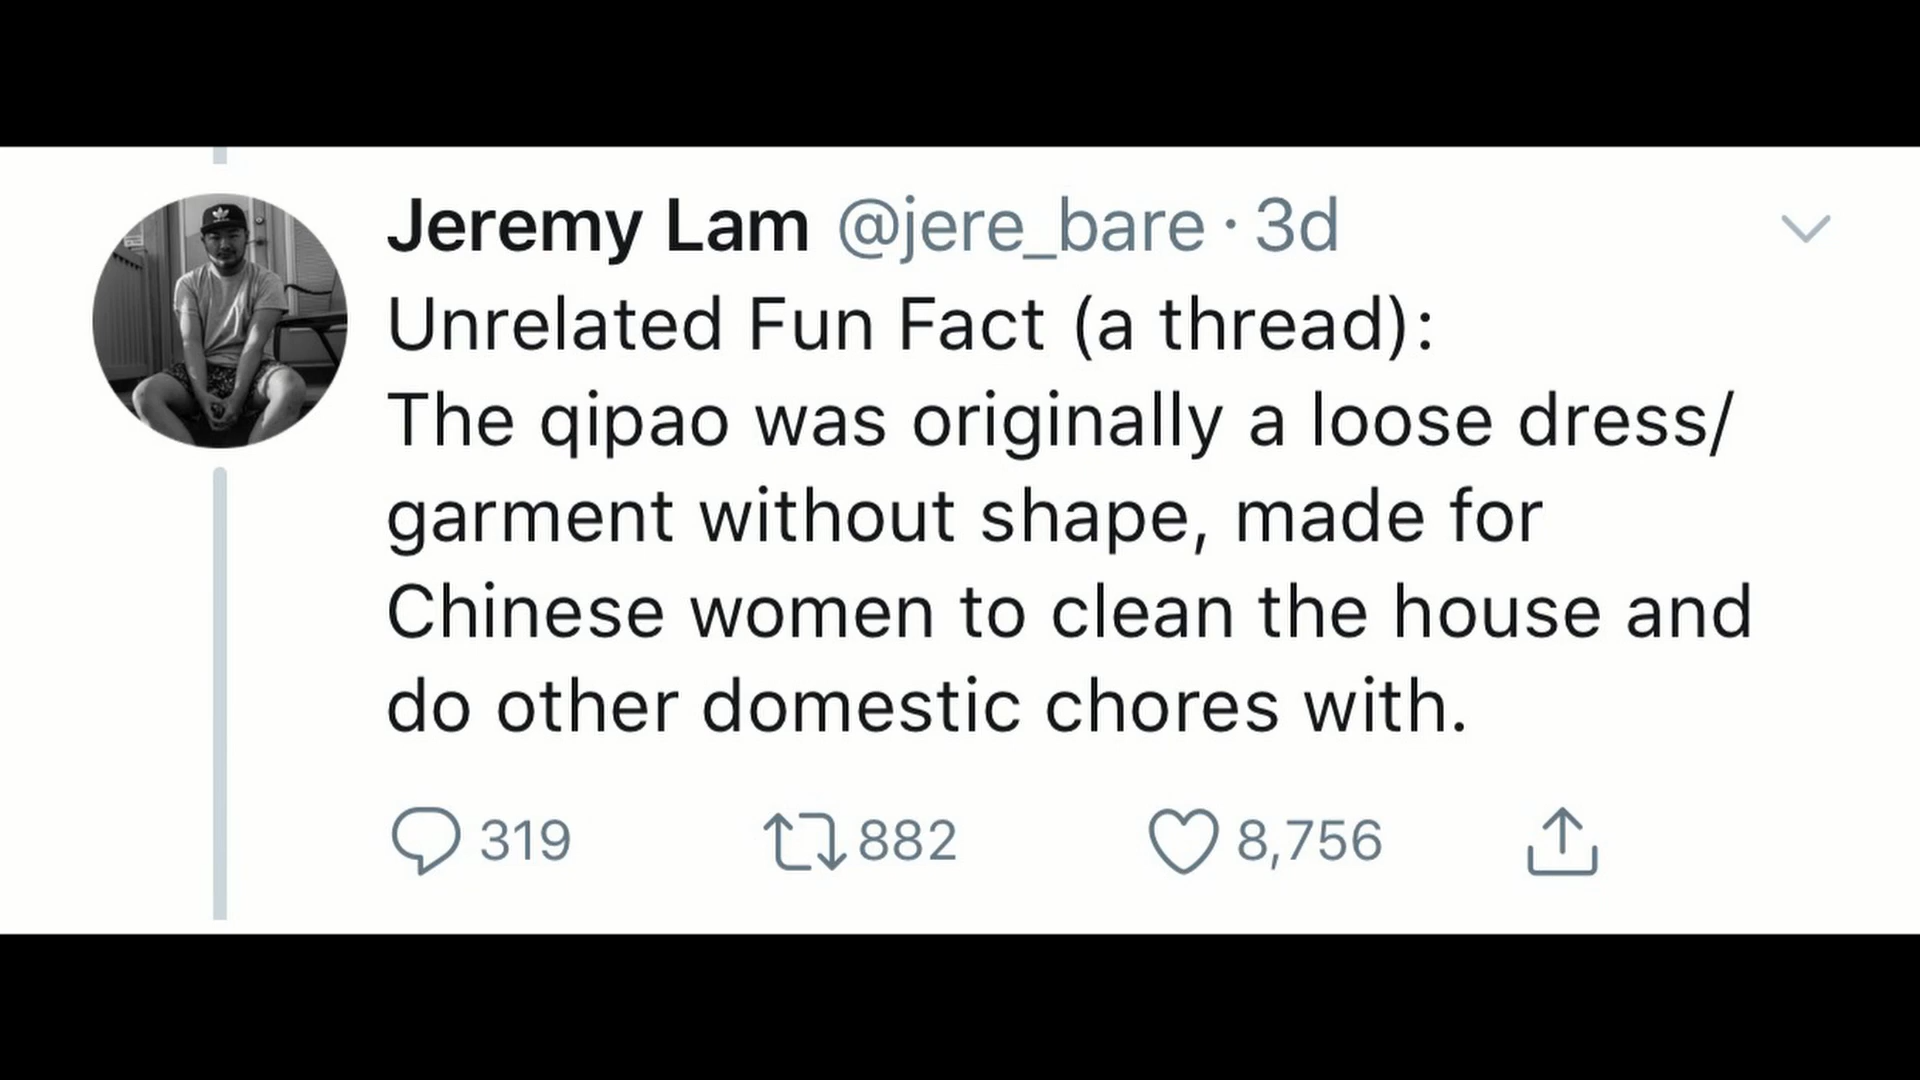 Jeremy Lam @jere_bare · 3d
Unrelated Fun Fact (a thread):
The qipao was originally a loose dress/
garment without shape, made for
Chinese women to clean the house and
do other domestic chores with.
319 882 8,756